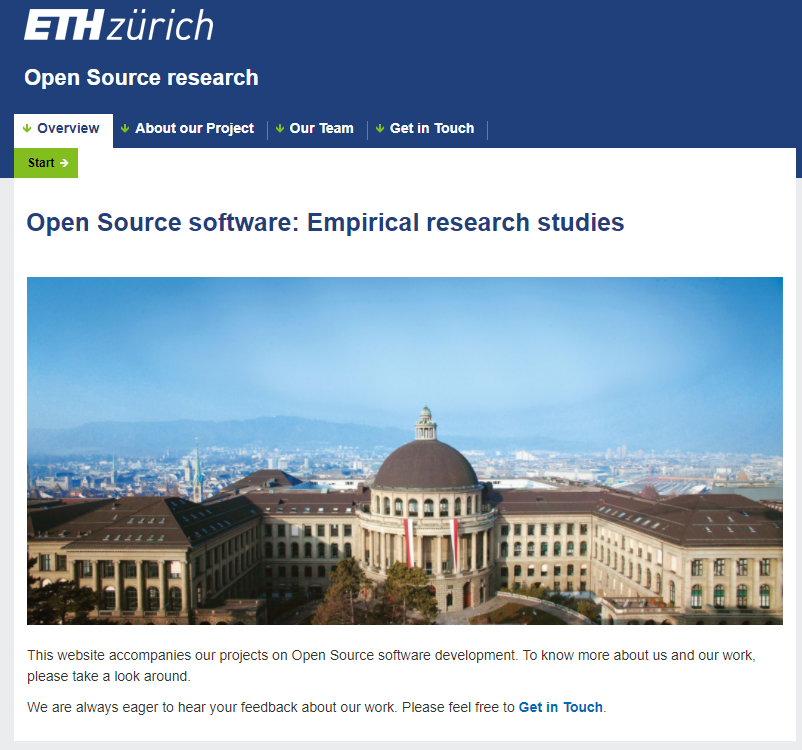 ETH zürich
Open Source research
Overview About our Project Our Team Get in Touch
Start
Open Source software: Empirical research studies
This website accompanies our projects on Open Source software development. To know more about us and our work,
please take a look around.
We are always eager to hear your feedback about our work. Please feel free to Get in Touch.